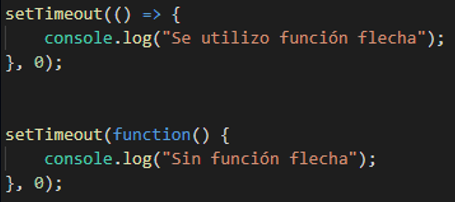 setTimeout(() => {
    console.log("Se utilizo función flecha");
}, 0);
setTimeout(function() {
    console.log("Sin función flecha");
}, 0);